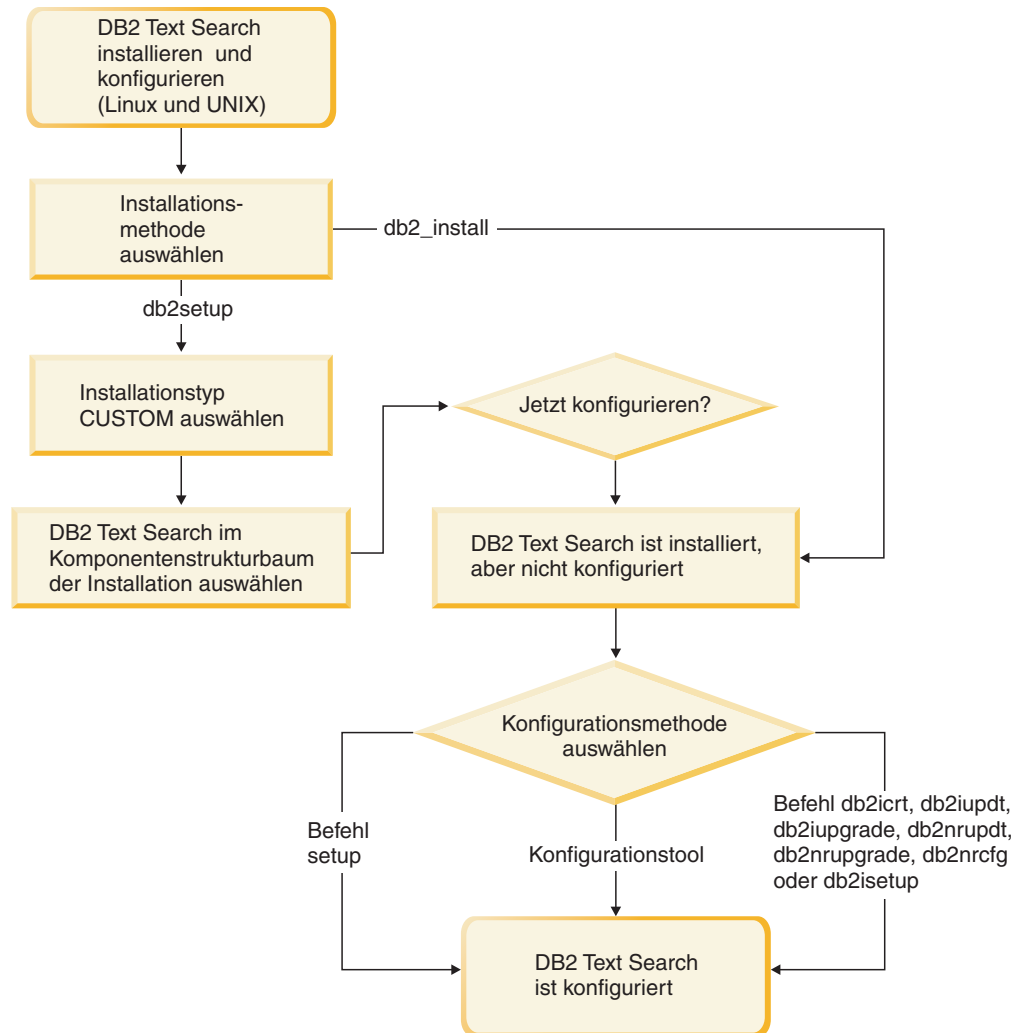 DB2 Text Search
installieren und
konfigurieren
(Linux und UNIX)
Installations-
methode
auswählen
db2_install
db2setup
Installationstyp
CUSTOM auswählen
Jetzt konfigurieren?
DB2 Text Search im
Komponentenstrukturbaum
der Installation auswählen
DB2 Text Search ist installiert,
aber nicht konfiguriert
Konfigurationsmethode
auswählen
Befehl
setup
Konfigurationstool
Befehl db2icrt, db2iupdt,
db2iupgrade, db2nrupdt,
db2nrupgrade, db2nrcfg
oder db2isetup
DB2 Text Search
ist konfiguriert